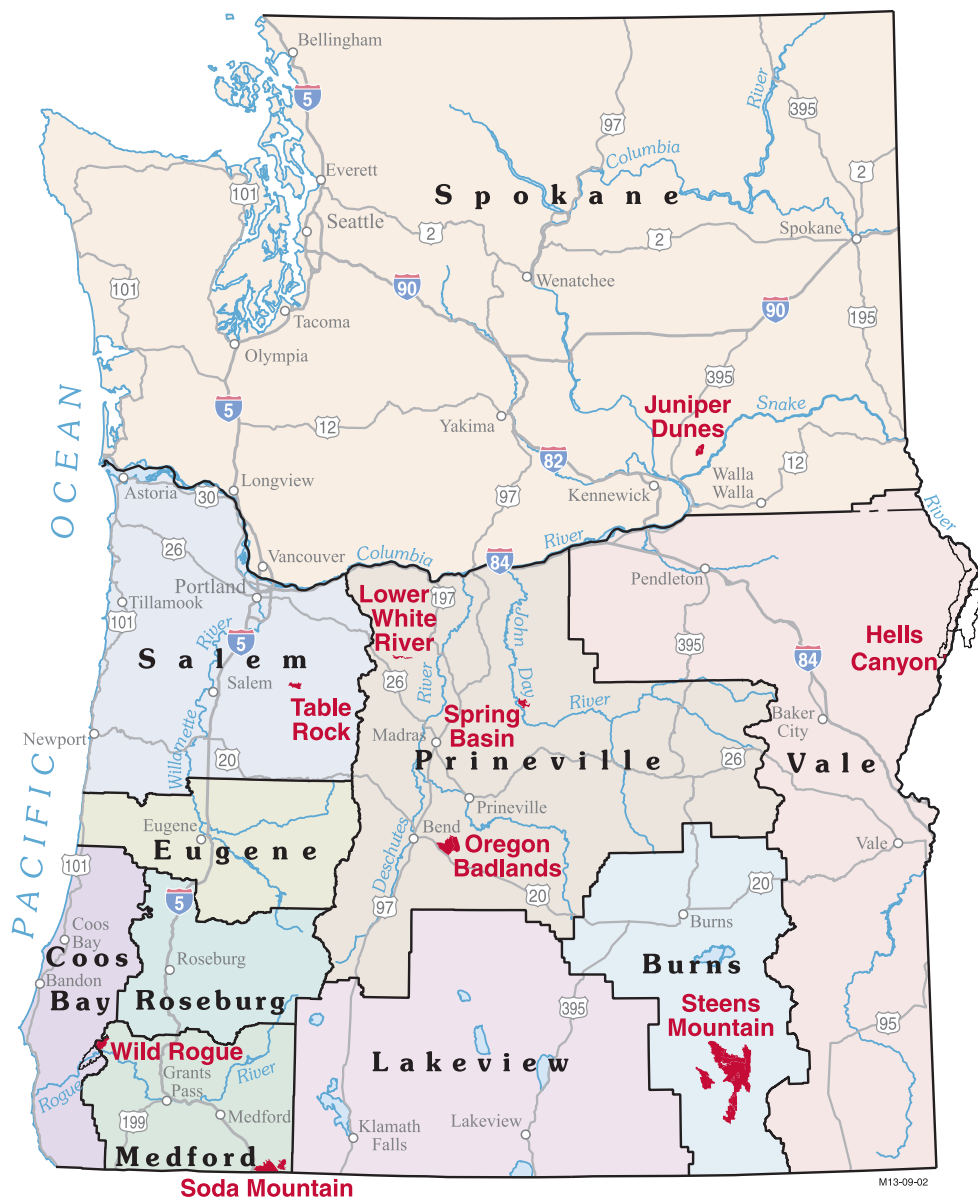 Bellingham
5
River
395
97
Columbia
2
Everett
101
Spokane
Seattle
2
2
Spokane
Wenatchee
90
101
Tacoma
90
195
Olympia
395
Juniper
Dunes
Snake
5
12
Yakima
82
Walla
Walla
12
Kennewick
97
Astoria
30
Longview
River
PACIFIC OCEAN
26
Vancouver
Columbia
84
River
Portland
Pendleton
Tillamook
101
Lower
White
River
197
John Day
River
5
395
Hells
Canyon
84
Salem
Salem
26
River
Table
Rock
Spring
Basin
River
Baker
City
Newport
Willamette
20
Madras
Prineville
26
Vale
Prineville
Eugene
Eugene
Bend
Oregon
Badlands
Vale
Deschutes
101
20
20
5
97
Burns
Coos
Bay
Coos
Bay
Roseburg
Bandon
Roseburg
Burns
Steens
Mountain
395
95
Wild Rogue
Lakeview
Grants
Pass
River
Rogue
199
Medford
Klamath
Falls
Lakeview
Medford
Soda Mountain
M13-09-02